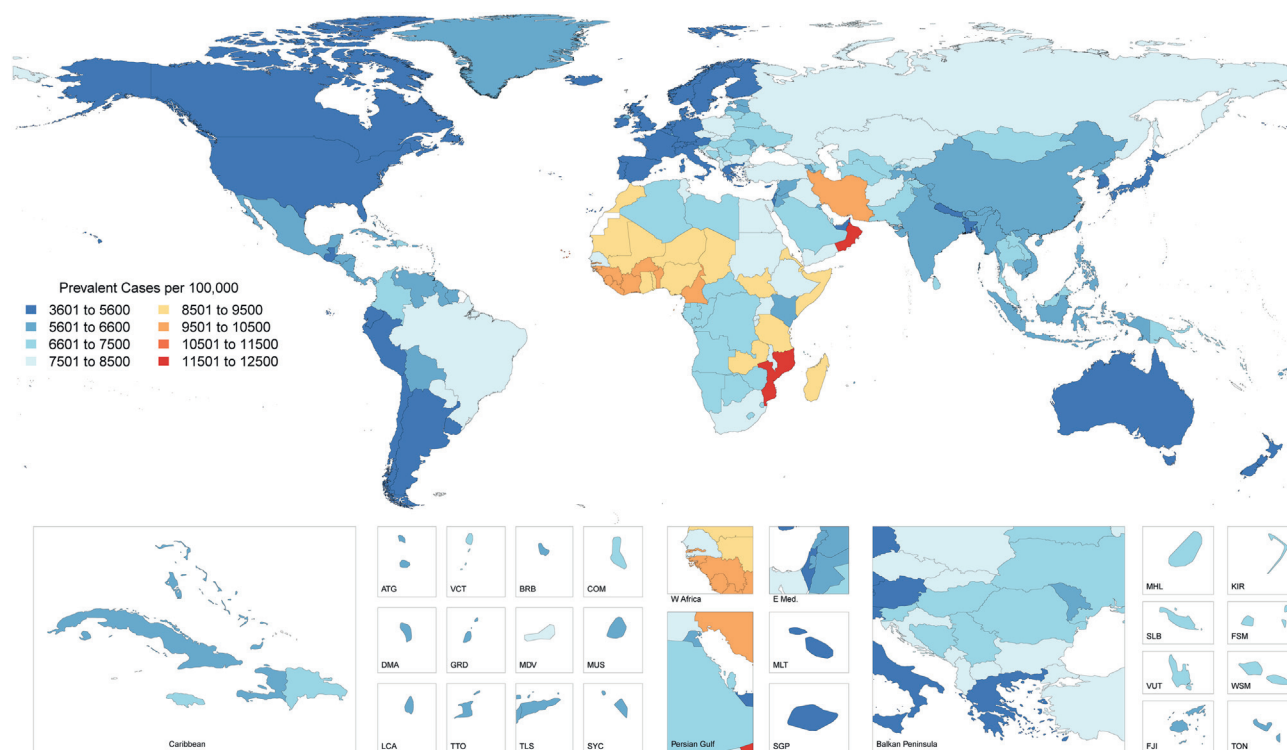 Prevalent Cases per 100,000
3601 to 5600
5601 to 6600
6601 to 7500
7501 to 8500
8501 to 9500
9501 to 10500
10501 to 11500
11501 to 12500
Caribbean
ATG
VCT
BRB
COM
DMA
GRD
MDV
MUS
LCA
TTO
TLS
SYC
W Africa
E Med.
Persian Gulf
MLT
SGP
Balkan Peninsula
MHL
KIR
SLB
FSM
VUT
WSM
FJI
TON